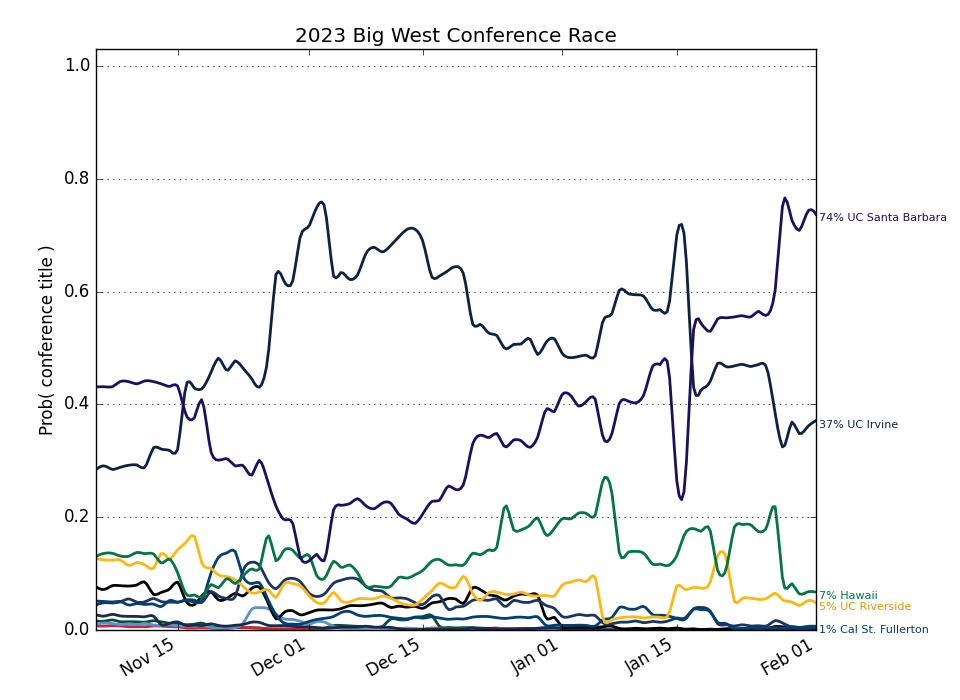 2023 Big West Conference Race
Prob( conference title )
1.0
0.8
0.6
0.4
0.2
0.0
Nov 15
Dec 01
Dec 15
Jan 01
Jan 15
Feb 01
74% UC Santa Barbara
37% UC Irvine
7% Hawaii
5% UC Riverside
1% Cal St. Fullerton